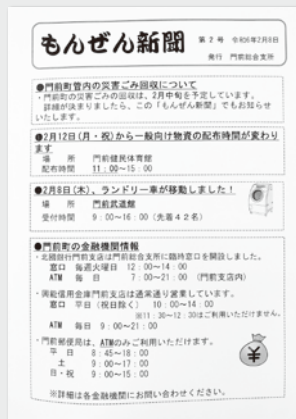 もんぜん新聞
第2号 令和6年2月8日
発行 門前総合支所
●門前町管内の災害ごみ回収について
・門前町の災害ごみの回収は、2月中旬を予定しています。
詳細が決まりましたら、この「もんぜん新聞」でもお知らせ
いたします。
●2月12日(月・祝)から一般向け物資の配布時間が変わり
ます
場 所 門前健民体育館
配布時間 11:00~15:00
●2月8日(木)、ランドリー車が移動しました!
場 所 門前武道館
受付時間 9:00~16:00(先着42名)
●門前町の金融機関情報
・北國銀行門前支店は門前総合支所に臨時窓口を開設しました。
窓口 毎週火曜日 12:00~14:00
ATM 毎日 7:00~21:00 (門前支店内)
・興能信用金庫門前支店は通常通り営業しています。
窓口 平日(祝日除く) 10:00~14:00
※11:30~12:30はご利用いただけません。
ATM 毎日 9:00~21:00
・門前郵便局は、ATMのみご利用いただけます。
平 日 8:45~18:00
土 9:00~17:00
日・祝 9:00~15:00
¥
※詳細は各金融機関にお問い合わせください。